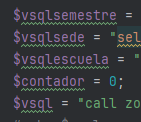 $vsqlsemestre =
$vsqlsede = "sel
$vsqlescuela = "
$contador = 0;
$vsql = "call zo